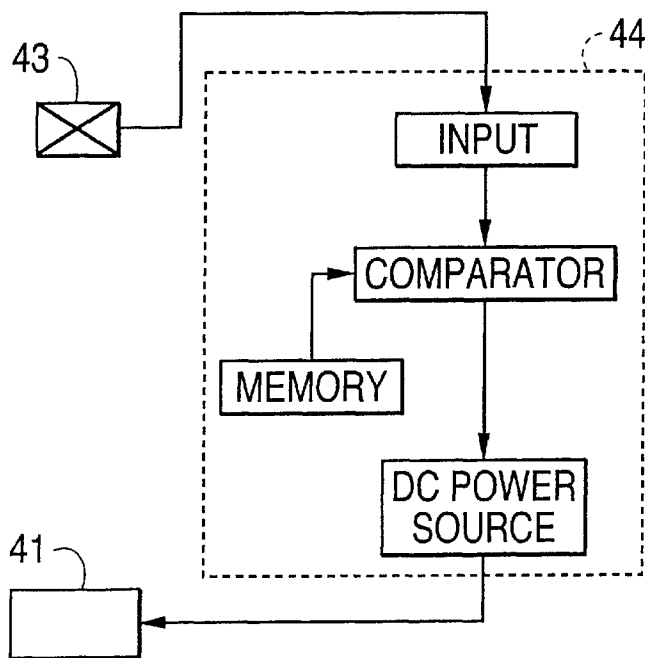 43
44
INPUT
COMPARATOR
MEMORY
DC POWER
SOURCE
41